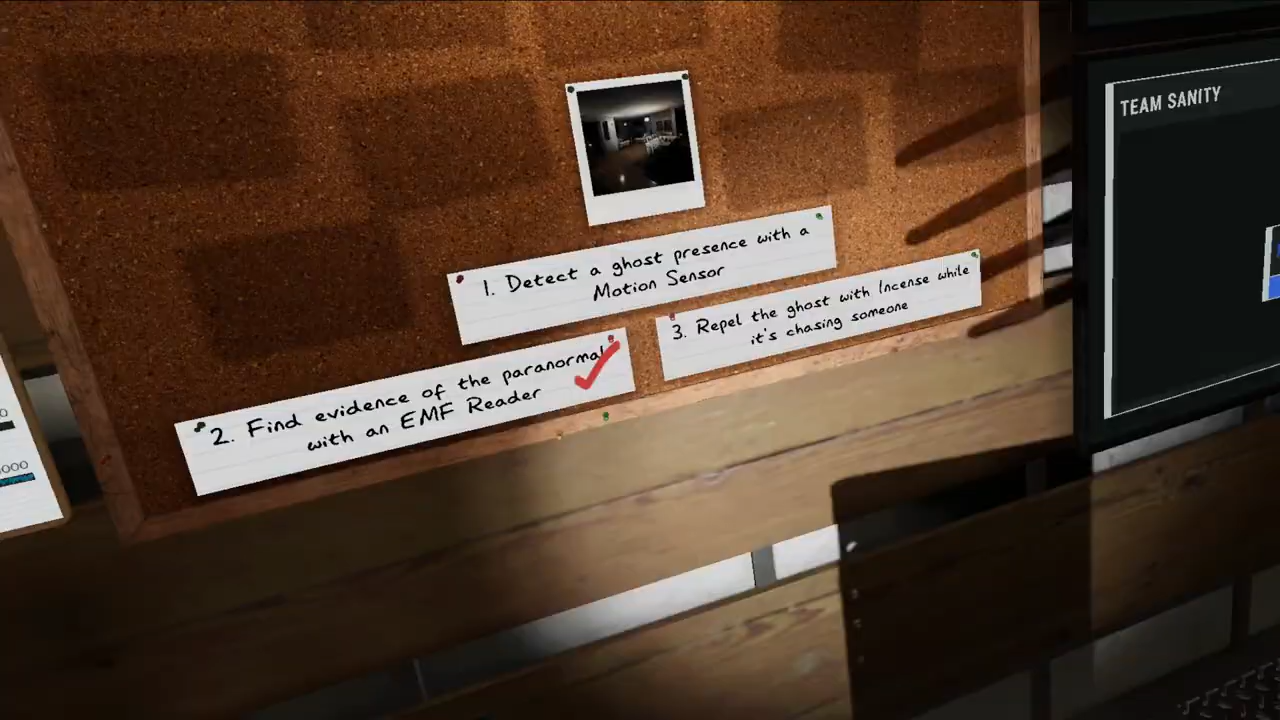 TEAM SANITY
1. Detect a ghost presence with a
Motion Sensor
3. Repel the ghost with Incense while
it's chasing someone
2. Find evidence of the paranormal
with an EMF Reader